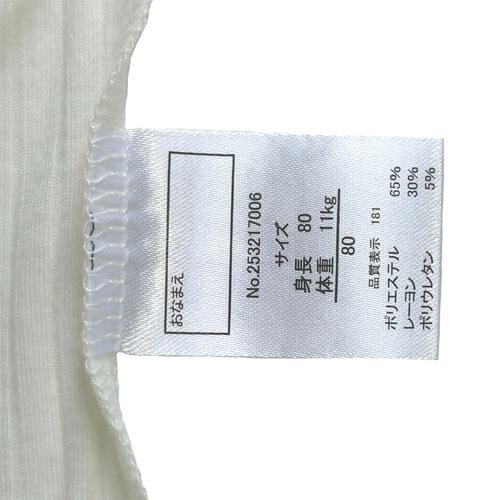 おなまえ
No.253217006
サイズ
身長 80
体重 11kg
80
品質表示 181
ポリエステル 65%
レーヨン 30%
ポリウレタン 5%